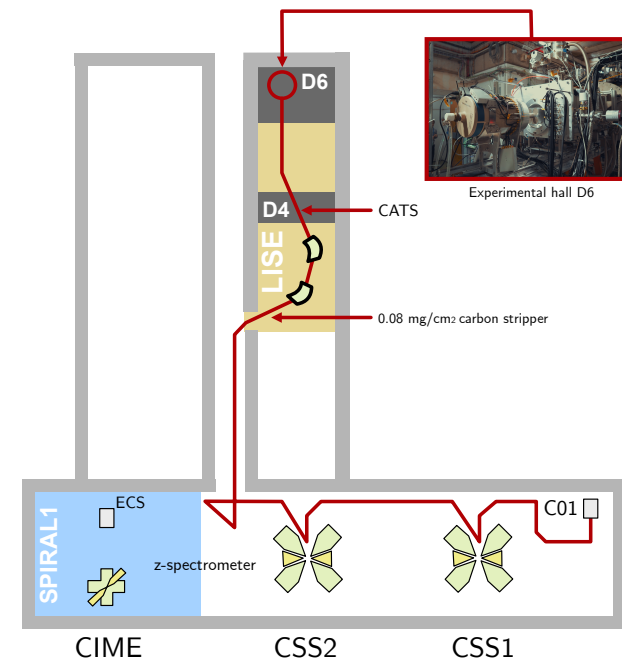 D6
Experimental hall D6
D4
CATS
LISE
0.08 mg/cm2 carbon stripper
ECS
C01
SPIRAL1
z-spectrometer
CIME
CSS2
CSS1